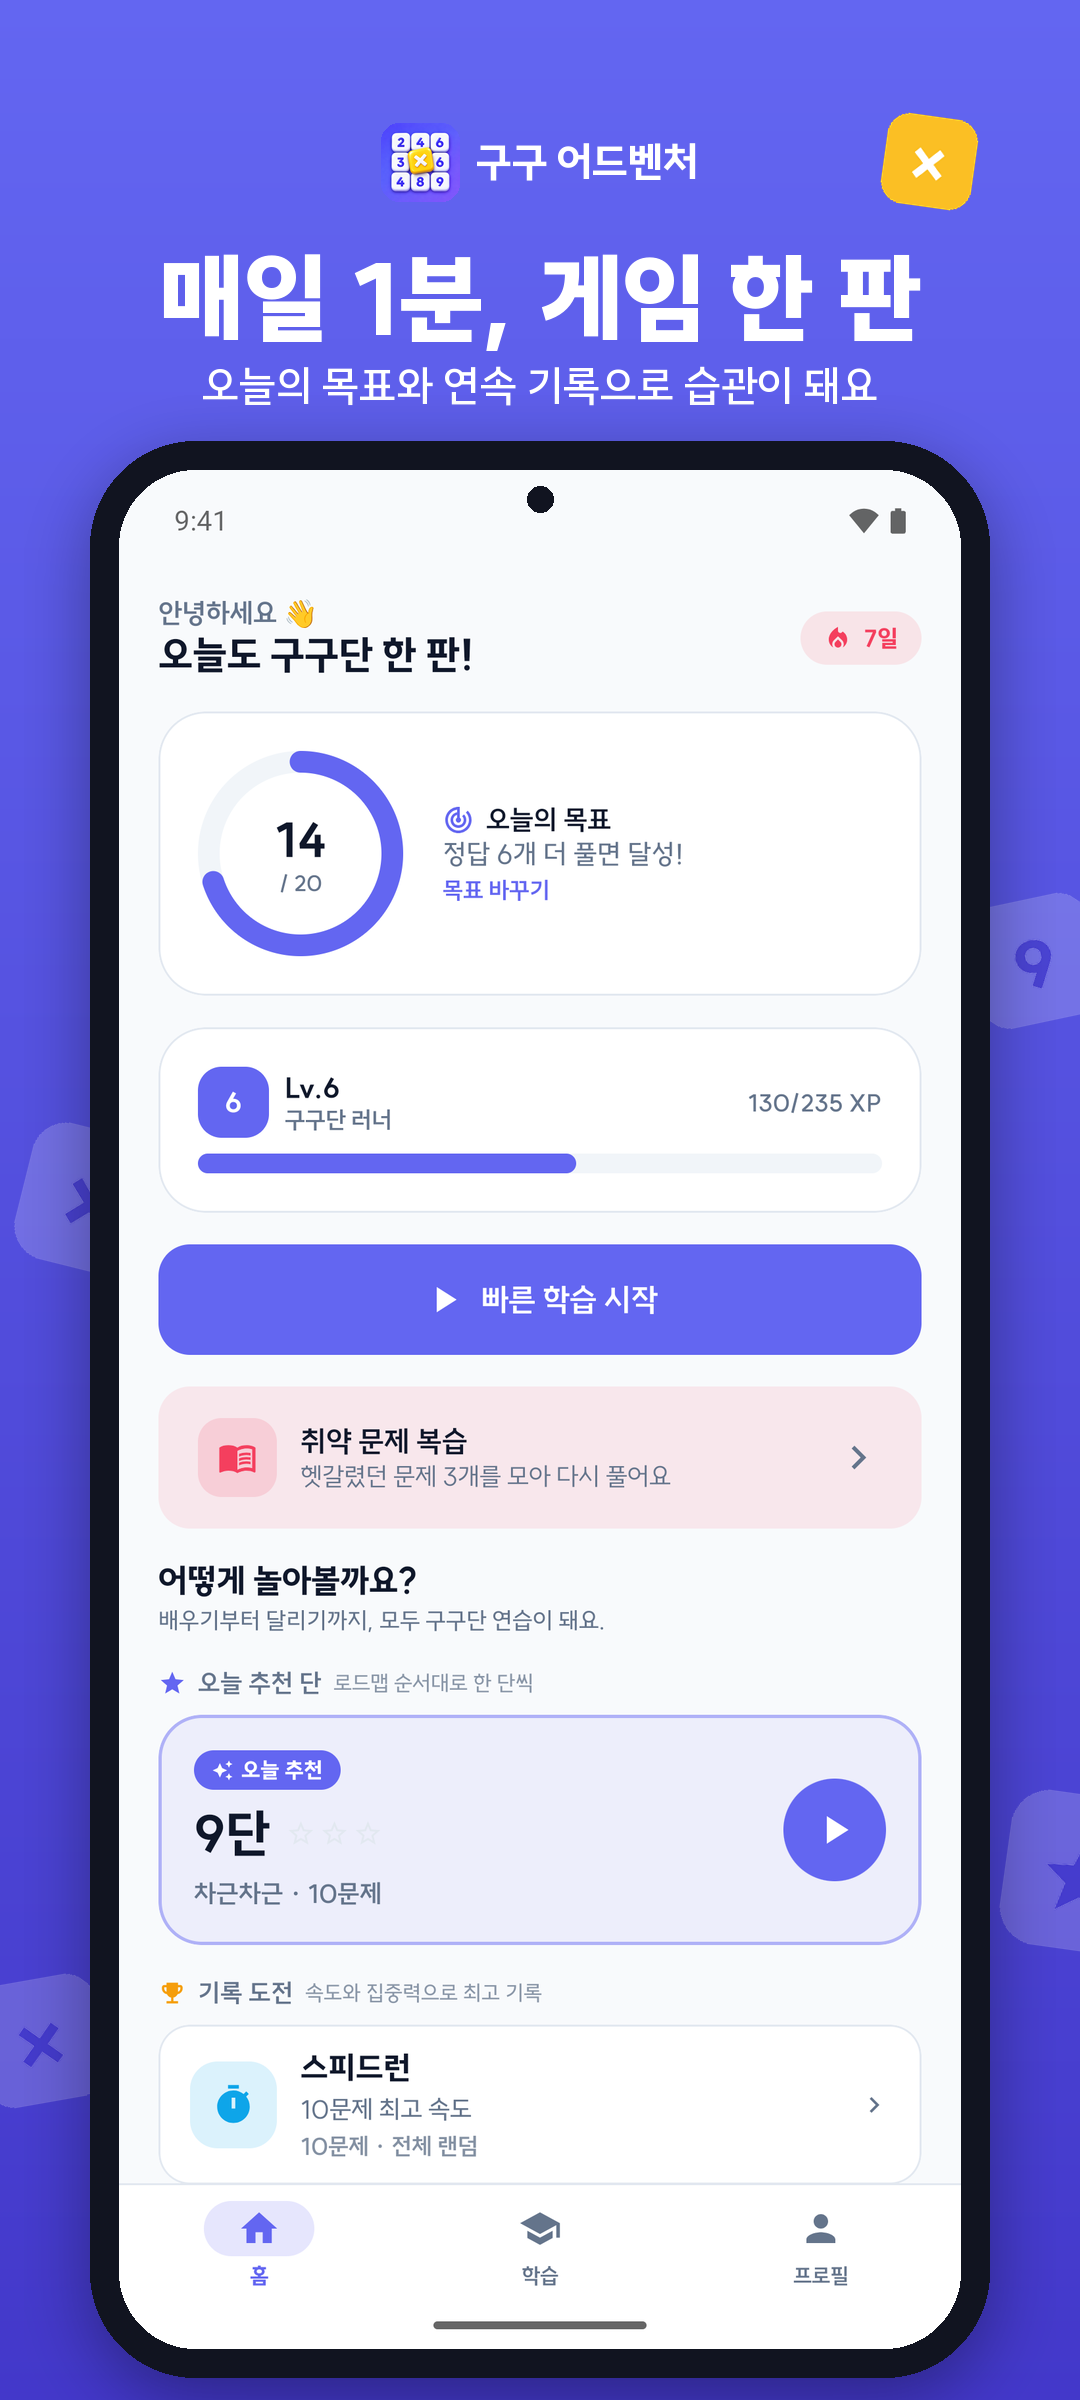 2 4 6
3 × 6
4 8 9
구구 어드벤처
×
매일 1분, 게임 한 판
오늘의 목표와 연속 기록으로 습관이 돼요
9:41
안녕하세요 👋
오늘도 구구단 한 판!
7일
14
/ 20
오늘의 목표
정답 6개 더 풀면 달성!
목표 바꾸기
9
6
Lv.6
구구단 러너
130/235 XP
빠른 학습 시작
취약 문제 복습
헷갈렸던 문제 3개를 모아 다시 풀어요
어떻게 놀아볼까요?
배우기부터 달리기까지, 모두 구구단 연습이 돼요.
오늘 추천 단 로드맵 순서대로 한 단씩
오늘 추천
9단
차근차근 · 10문제
기록 도전 속도와 집중력으로 최고 기록
×
스피드런
10문제 최고 속도
10문제 · 전체 랜덤
홈
학습
프로필